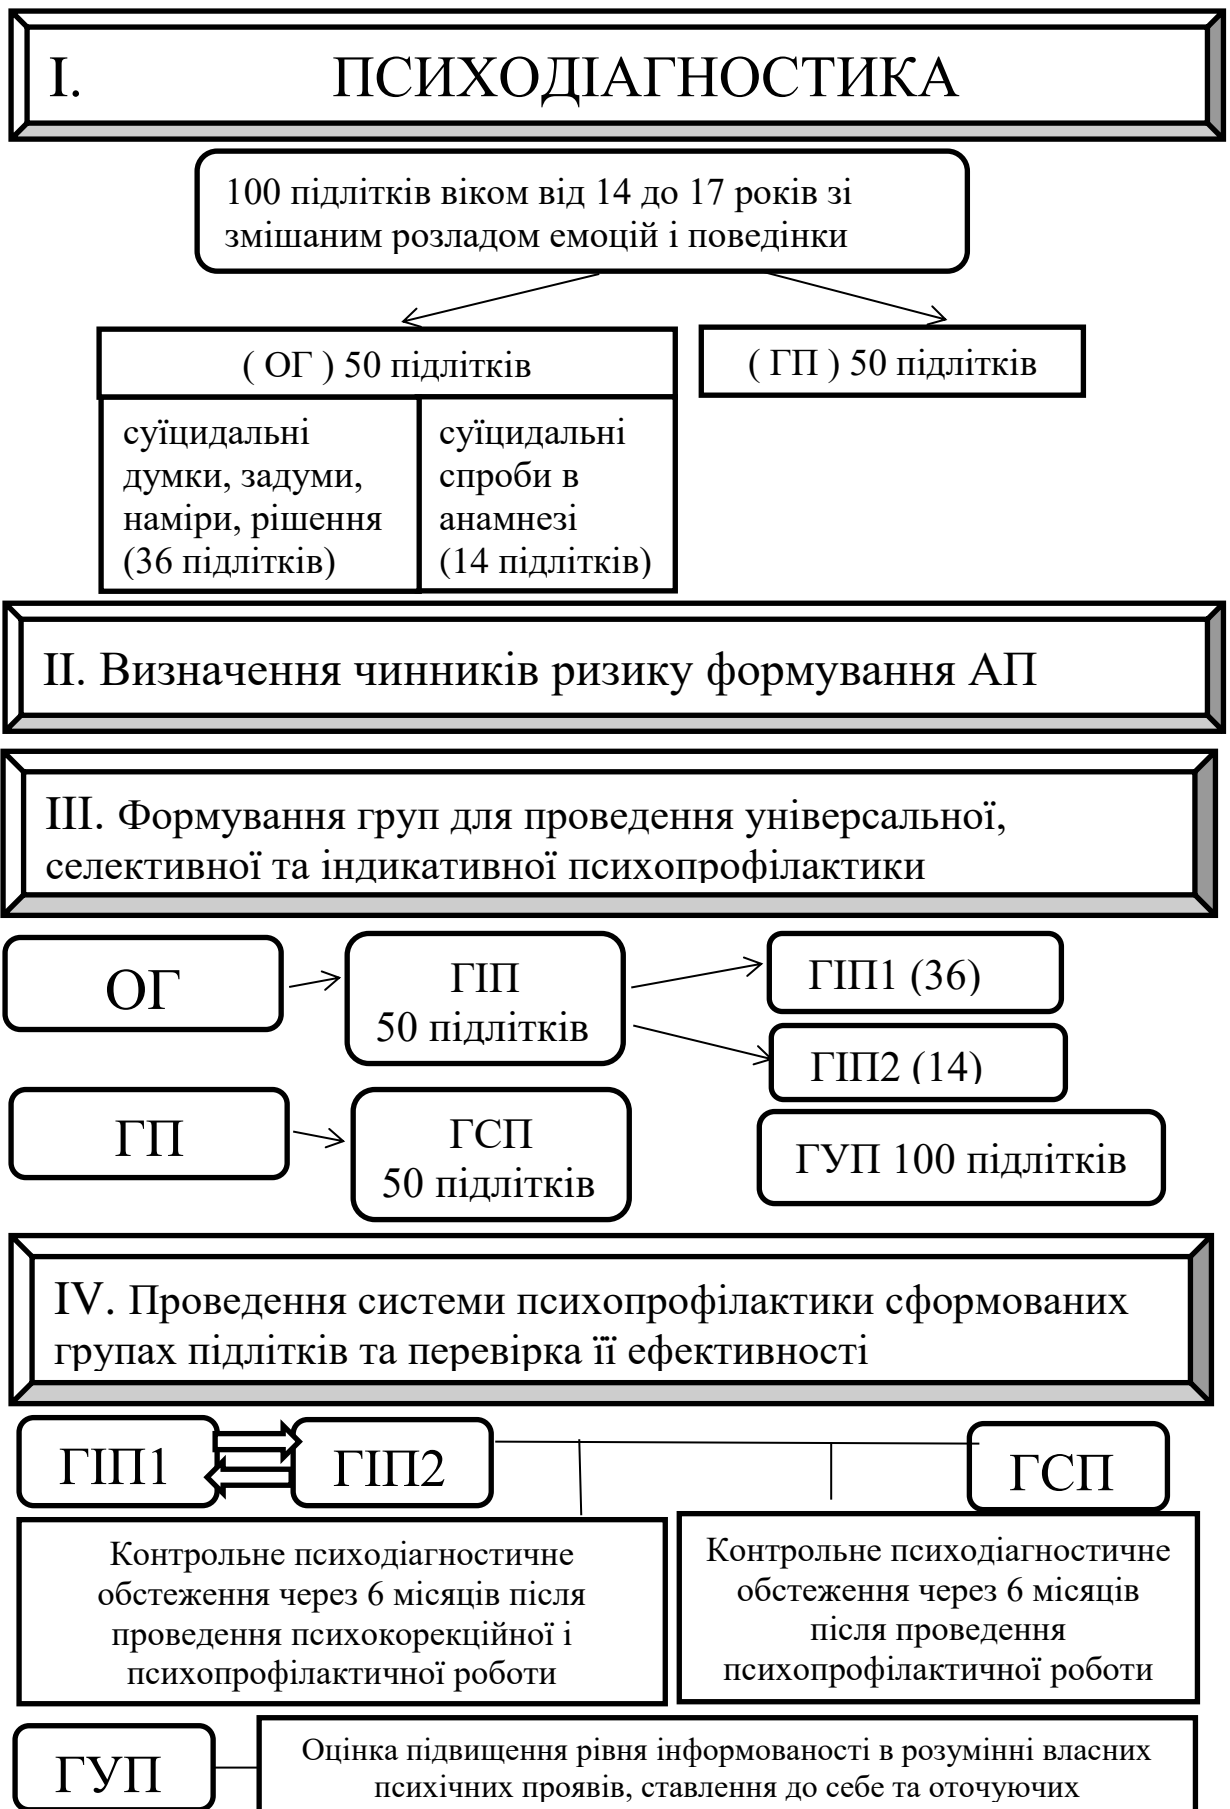 I. ПСИХОДІАГНОСТИКА
100 підлітків віком від 14 до 17 років зі
змішаним розладом емоцій і поведінки
( ОГ ) 50 підлітків
( ГП ) 50 підлітків
суїцидальні
думки, задуми,
наміри, рішення
(36 підлітків)
суїцидальні
спроби в
анамнезі
(14 підлітків)
II. Визначення чинників ризику формування АП
III. Формування груп для проведення універсальної,
селективної та індикативної психопрофілактики
ОГ
ГІП
50 підлітків
ГІП1 (36)
ГІП2 (14)
ГП
ГСП
50 підлітків
ГУП 100 підлітків
IV. Проведення системи психопрофілактики сформованих
групах підлітків та перевірка її ефективності
ГІП1
ГІП2
ГСП
Контрольне психодіагностичне
обстеження через 6 місяців після
проведення психокорекційної і
психопрофілактичної роботи
Контрольне психодіагностичне
обстеження через 6 місяців
після проведення
психопрофілактичної роботи
ГУП
Оцінка підвищення рівня інформованості в розумінні власних
психічних проявів, ставлення до себе та оточуючих